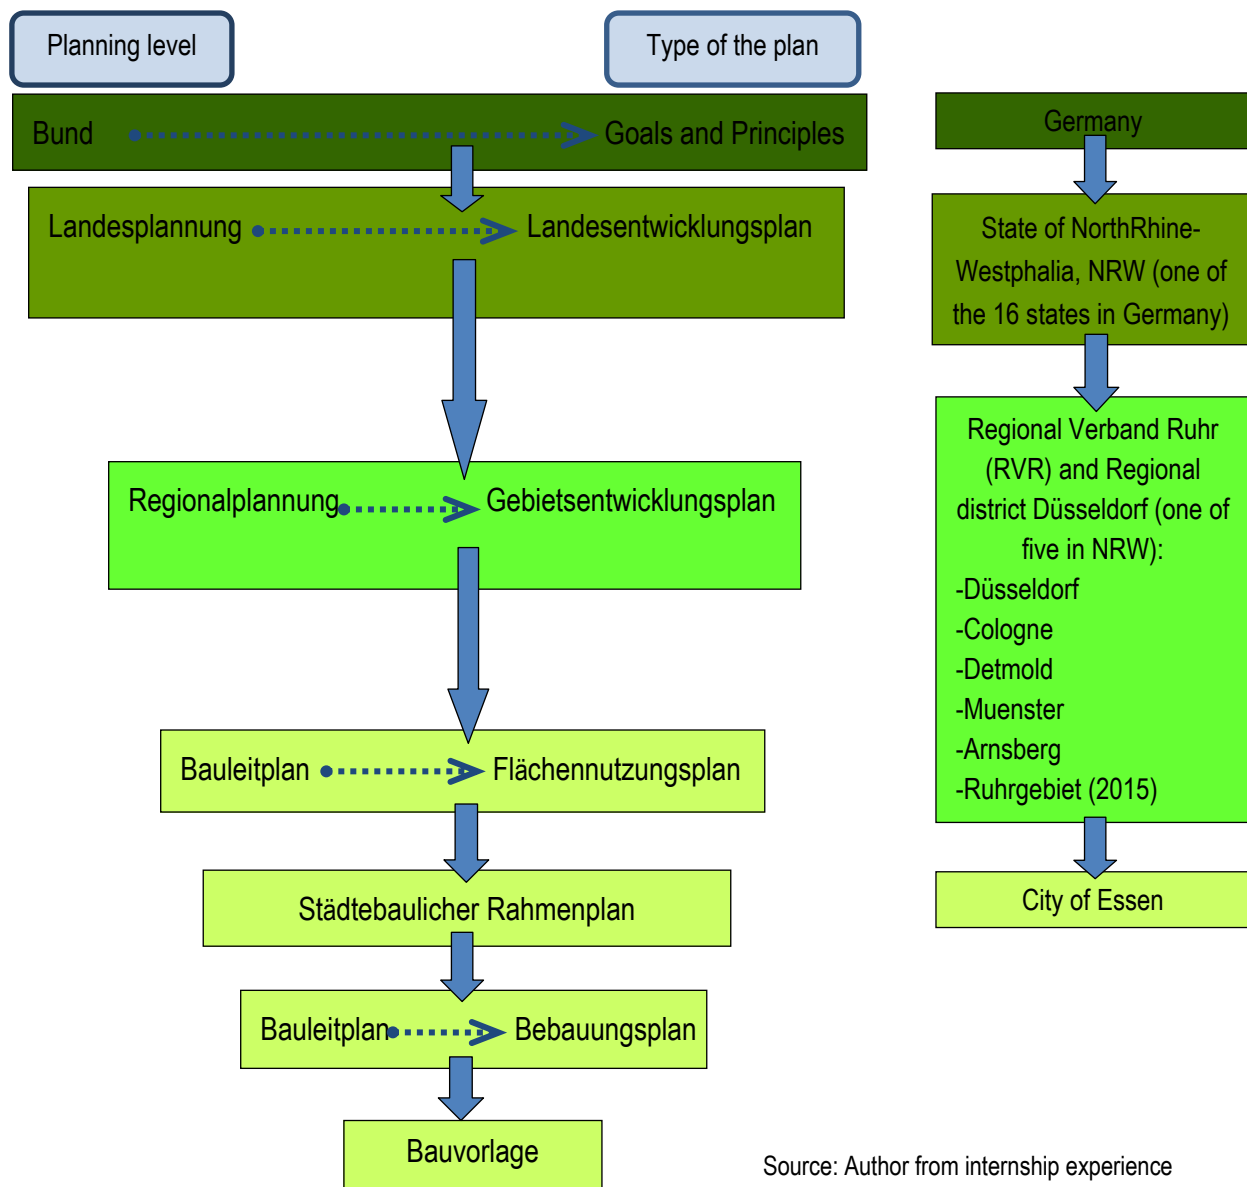 Planning level
Type of the plan
Bund
Goals and Principles
Landesplannung
Landesentwicklungsplan
Regionalplannung
Gebietsentwicklungsplan
Bauleitplan
Flächennutzungsplan
Städtebaulicher Rahmenplan
Bauleitplan
Bebauungsplan
Bauvorlage
Germany
State of NorthRhine-
Westphalia, NRW (one of
the 16 states in Germany)
Regional Verband Ruhr
(RVR) and Regional
district Düsseldorf (one of
five in NRW):
-Düsseldorf
-Cologne
-Detmold
-Muenster
-Arnsberg
-Ruhrgebiet (2015)
City of Essen
Source: Author from internship experience